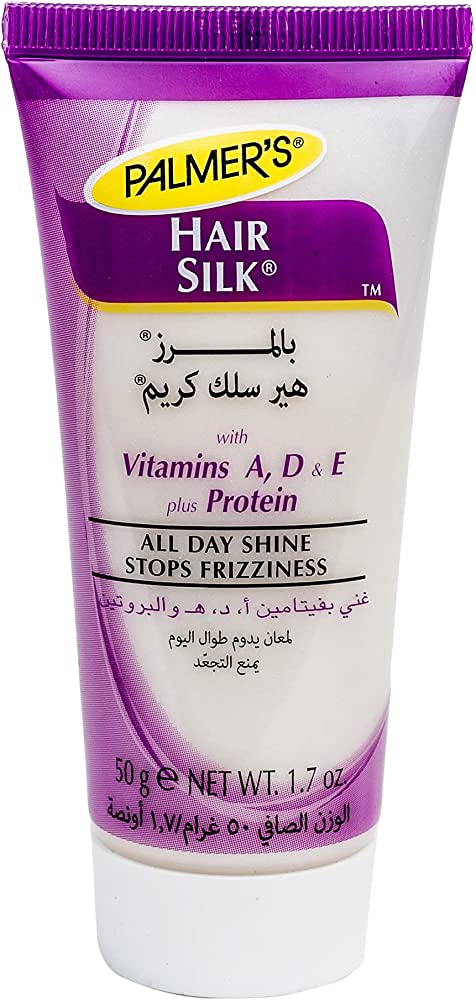 PALMER'S®
HAIR
SILK®
TM
بالمـــــرز®
هير سلك كريم®
with
Vitamins A, D & E
plus Protein
ALL DAY SHINE
STOPS FRIZZINESS
غني بفيتامين أ، د، هـ والبروتين
لمعان يدوم طوال اليوم
يمنع التجعّد
50 g e NET WT. 1.7 oz.
الوزن الصافي ٥٠ غرام/١,٧ أونصة